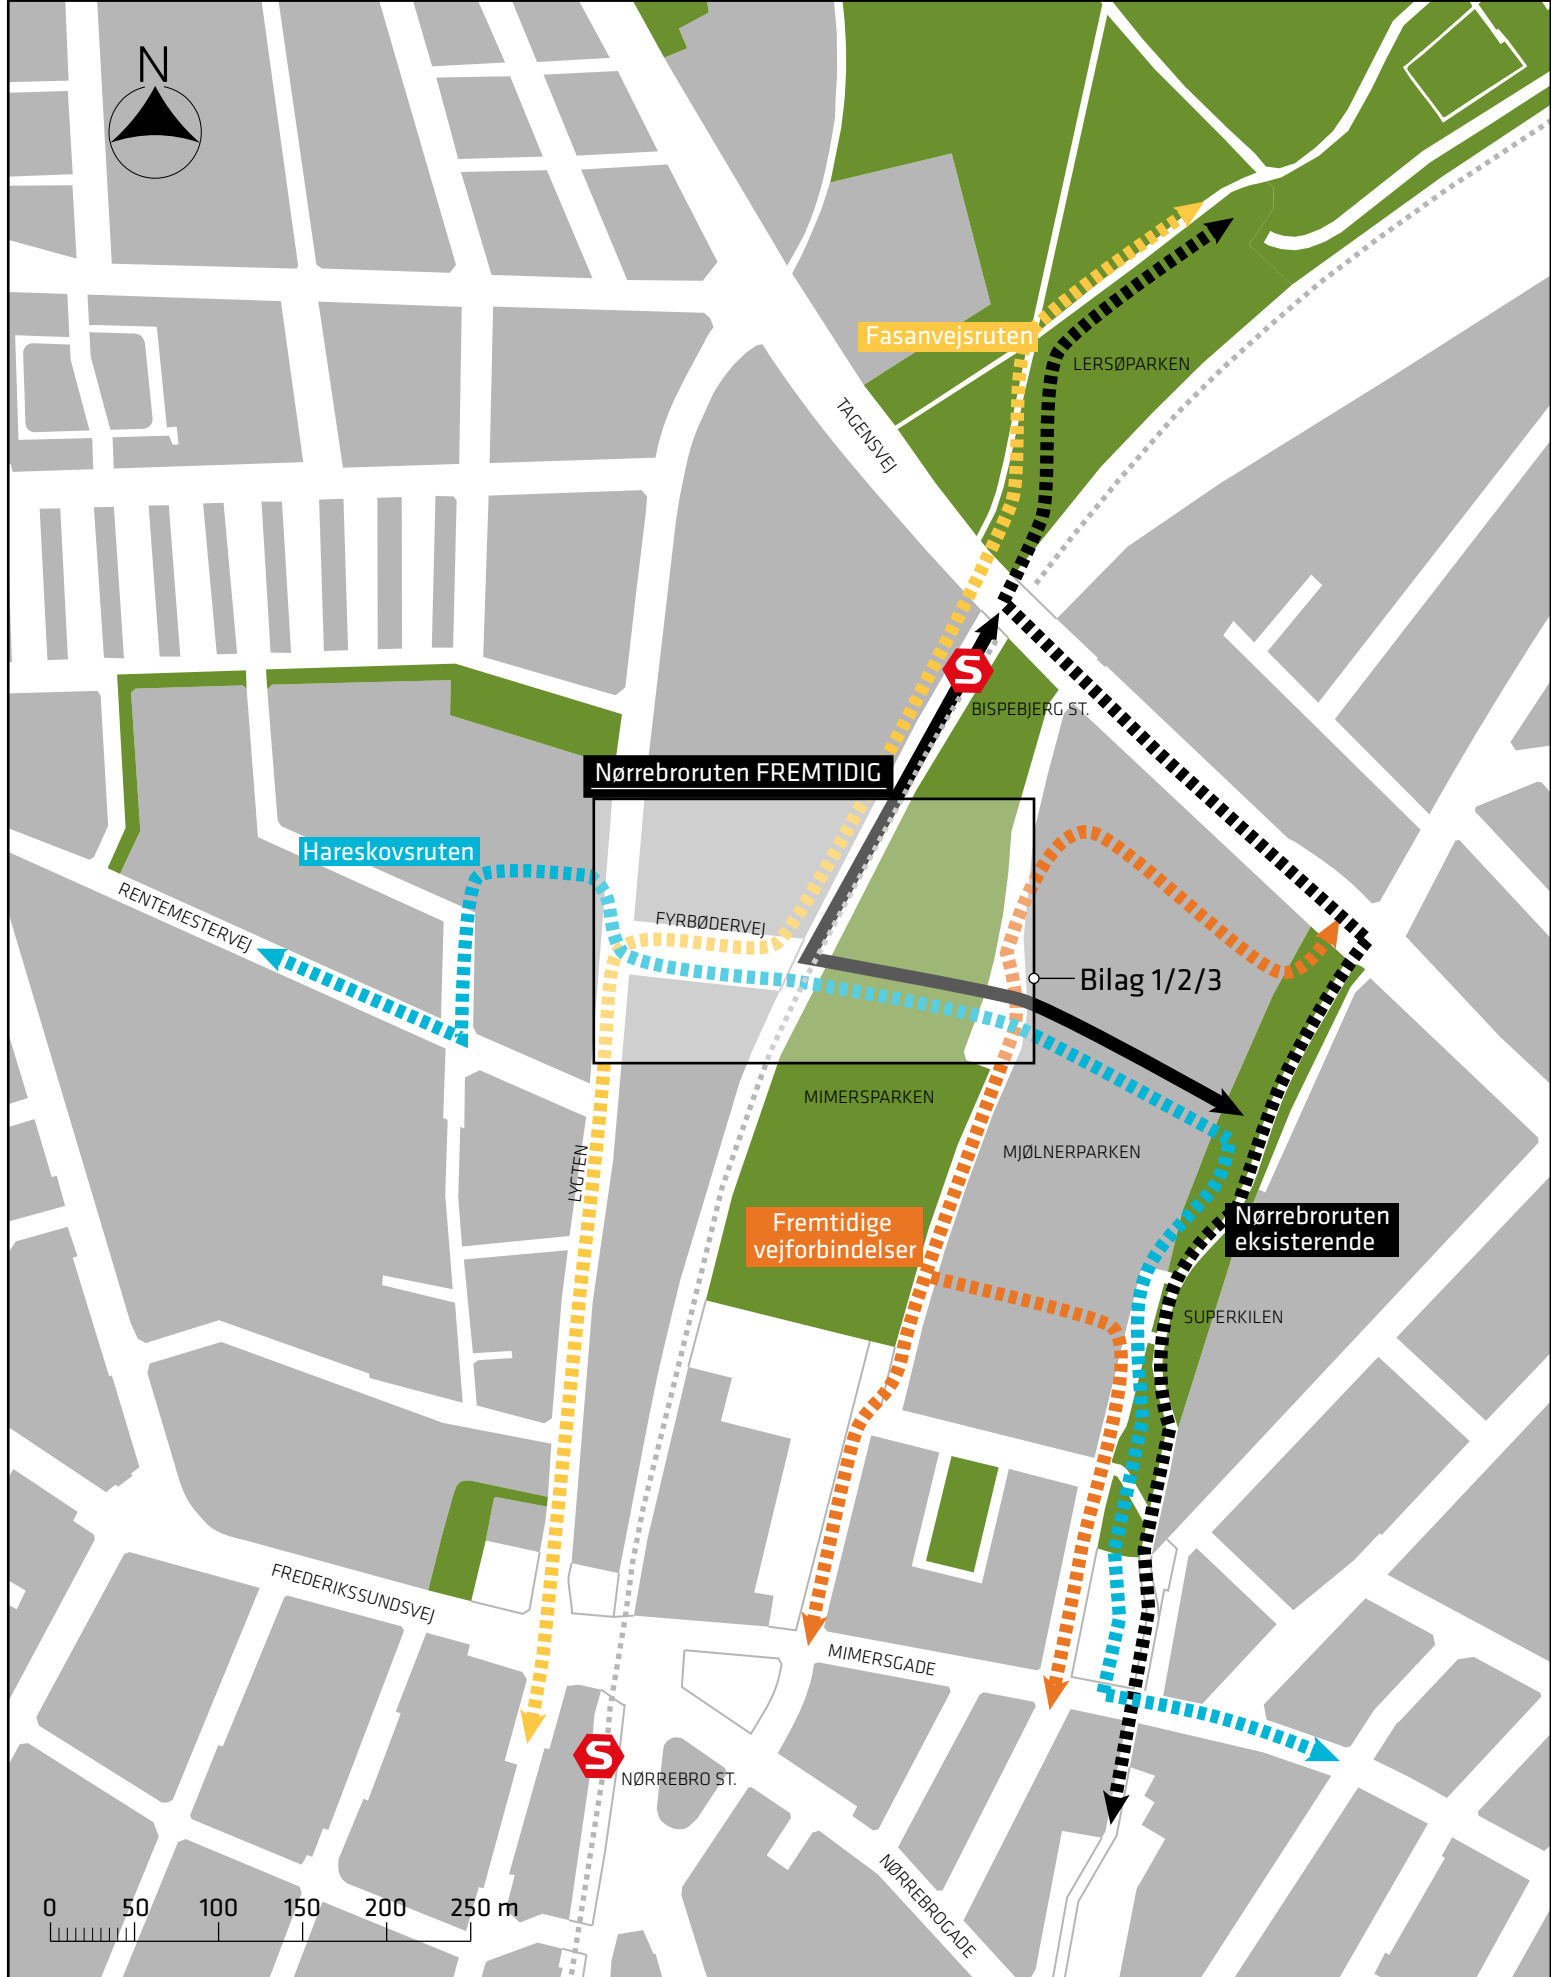 N
Fasanvejsruten
LERSØPARKEN
TAGENSVEJ
S
BISPEBJERG ST.
Nørrebroruten FREMTIDIG
Hareskovsruten
RENTEMESTERVEJ
FYRBØDERVEJ
Bilag 1/2/3
MIMERSPARKEN
MJØLNERPARKEN
LYGTEN
Fremtidige
vejforbindelser
Nørrebroruten
eksisterende
SUPERKILEN
FREDERIKSSUNDSVEJ
MIMERSGADE
S
NØRREBRO ST.
NØRREBROGADE
0 50 100 150 200 250 m